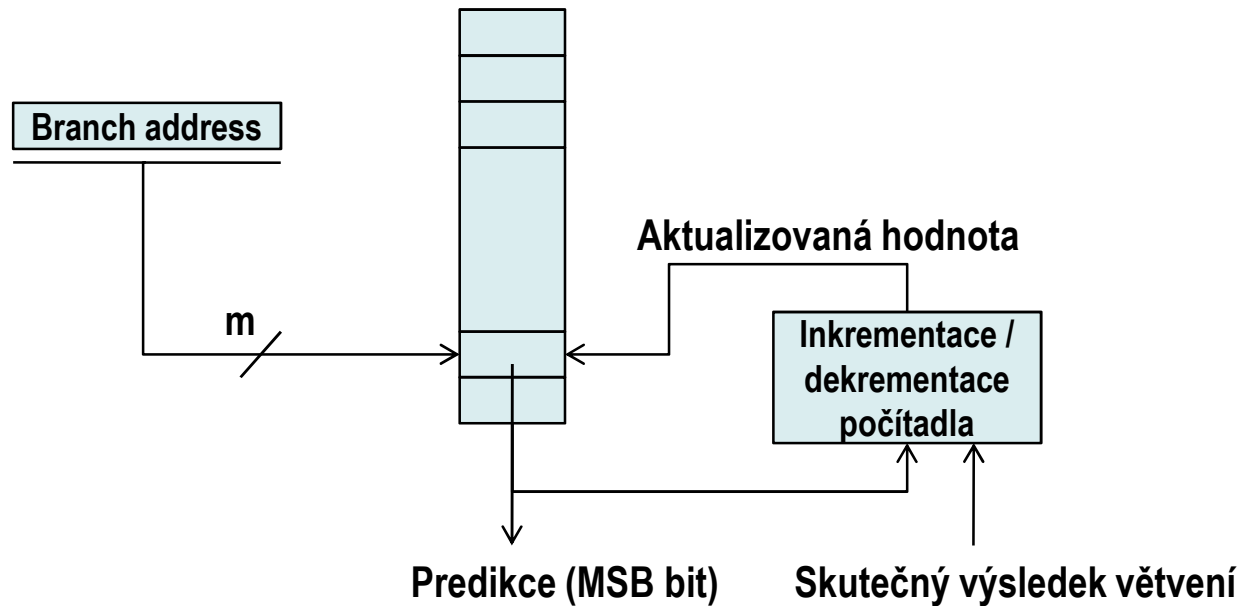 Branch address
Aktualizovaná hodnota
m
Inkrementace /
dekrementace
počítadla
Predikce (MSB bit)
Skutečný výsledek větvení